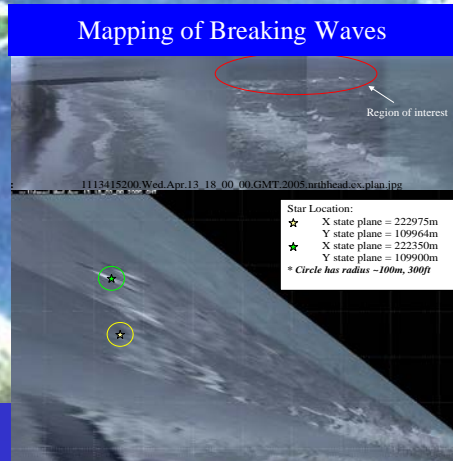 Mapping of Breaking Waves
Region of interest
1113415200.Wed.Apr.13_18_00_00.GMT.2005.nrthhead.cx.plan.jpg
Star Location:
X state plane = 222975m
Y state plane = 109964m
X state plane = 222350m
Y state plane = 109900m
* Circle has radius ~100m, 300ft